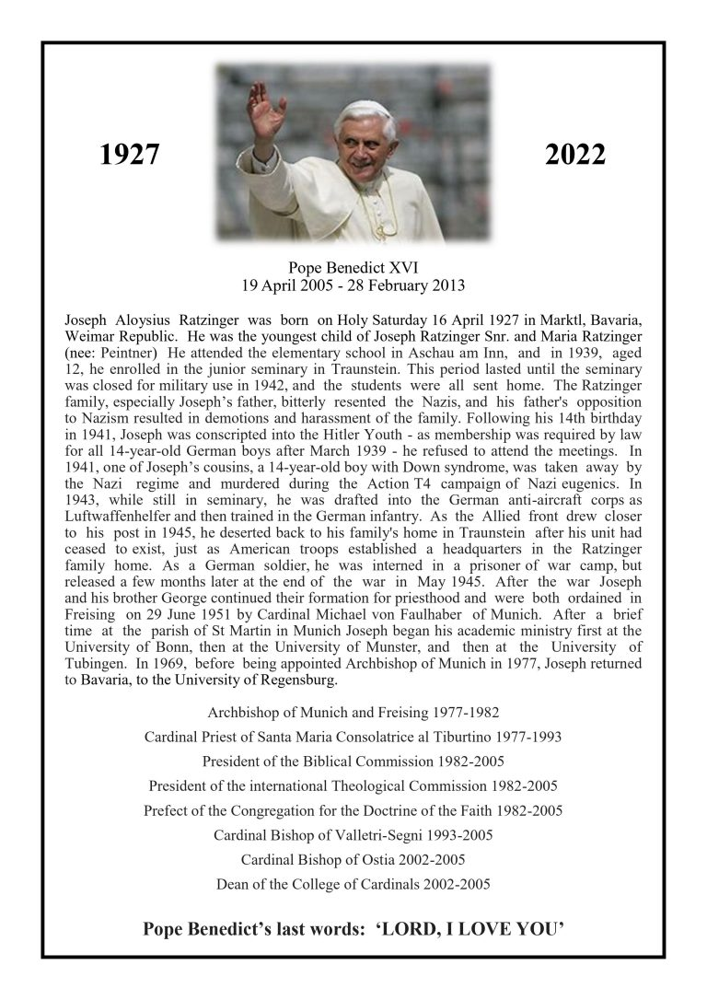 1927
2022
Pope Benedict XVI
19 April 2005 - 28 February 2013
Joseph Aloysius Ratzinger was born on Holy Saturday 16 April 1927 in Marktl, Bavaria,
Weimar Republic. He was the youngest child of Joseph Ratzinger Snr. and Maria Ratzinger
(nee: Peintner) He attended the elementary school in Aschau am Inn, and in 1939, aged
12, he enrolled in the junior seminary in Traunstein. This period lasted until the seminary
was closed for military use in 1942, and the students were all sent home. The Ratzinger
family, especially Joseph’s father, bitterly resented the Nazis, and his father's opposition
to Nazism resulted in demotions and harassment of the family. Following his 14th birthday
in 1941, Joseph was conscripted into the Hitler Youth - as membership was required by law
for all 14-year-old German boys after March 1939 - he refused to attend the meetings. In
1941, one of Joseph’s cousins, a 14-year-old boy with Down syndrome, was taken away by
the Nazi regime and murdered during the Action T4 campaign of Nazi eugenics. In
1943, while still in seminary, he was drafted into the German anti-aircraft corps as
Luftwaffenhelfer and then trained in the German infantry. As the Allied front drew closer
to his post in 1945, he deserted back to his family's home in Traunstein after his unit had
ceased to exist, just as American troops established a headquarters in the Ratzinger
family home. As a German soldier, he was interned in a prisoner of war camp, but
released a few months later at the end of the war in May 1945. After the war Joseph
and his brother George continued their formation for priesthood and were both ordained in
Freising on 29 June 1951 by Cardinal Michael von Faulhaber of Munich. After a brief
time at the parish of St Martin in Munich Joseph began his academic ministry first at the
University of Bonn, then at the University of Munster, and then at the University of
Tubingen. In 1969, before being appointed Archbishop of Munich in 1977, Joseph returned
to Bavaria, to the University of Regensburg.
Archbishop of Munich and Freising 1977-1982
Cardinal Priest of Santa Maria Consolatrice al Tiburtino 1977-1993
President of the Biblical Commission 1982-2005
President of the international Theological Commission 1982-2005
Prefect of the Congregation for the Doctrine of the Faith 1982-2005
Cardinal Bishop of Valletri-Segni 1993-2005
Cardinal Bishop of Ostia 2002-2005
Dean of the College of Cardinals 2002-2005
Pope Benedict’s last words: ‘LORD, I LOVE YOU’